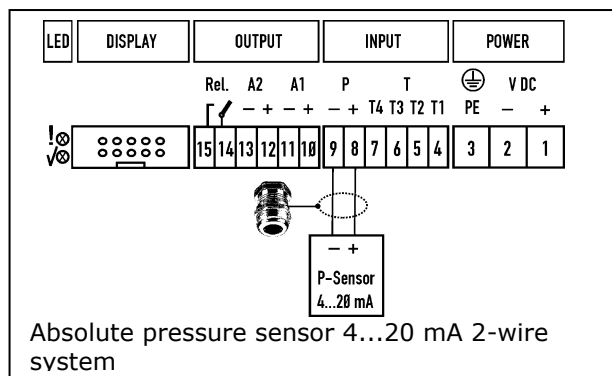 LED DISPLAY OUTPUT INPUT POWER
Rel. A2 A1 P T V DC
− + − + − + T4 T3 T2 T1 PE − +
!⊗
√⊗
15 14 13 12 11 10 9 8 7 6 5 4 3 2 1
− +
P-Sensor
4...20 mA
Absolute pressure sensor 4...20 mA 2-wire
system